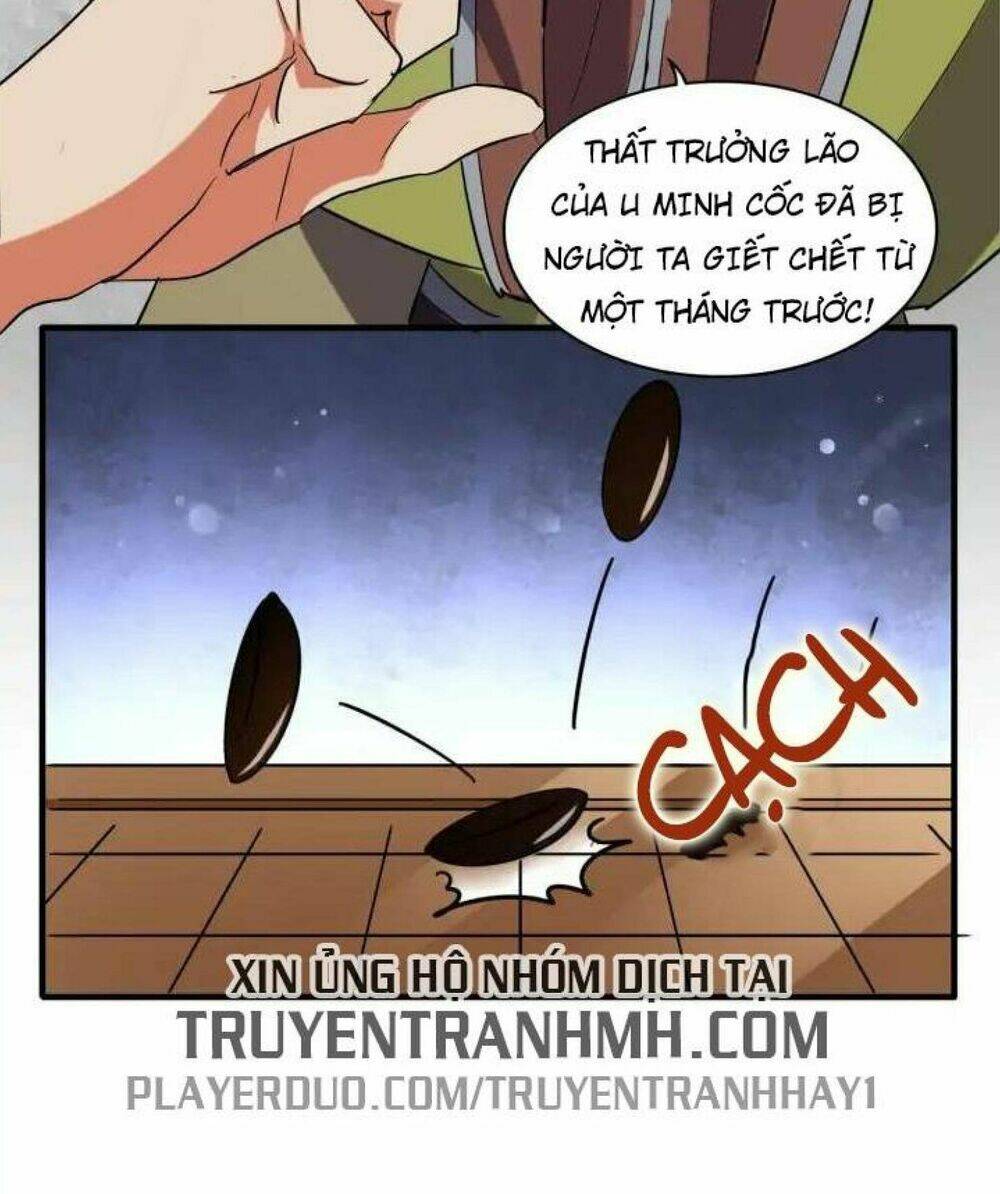 THẤT TRƯỞNG LÃO
CỦA U MINH CỐC ĐÃ BỊ
NGƯỜI TA GIẾT CHẾT TỪ
MỘT THÁNG TRƯỚC!
CẠCH
XIN ỦNG HỘ NHÓM DỊCH TẠI
TRUYENTRANHMH.COM
PLAYERDUO.COM/TRUYENTRANHHAY1